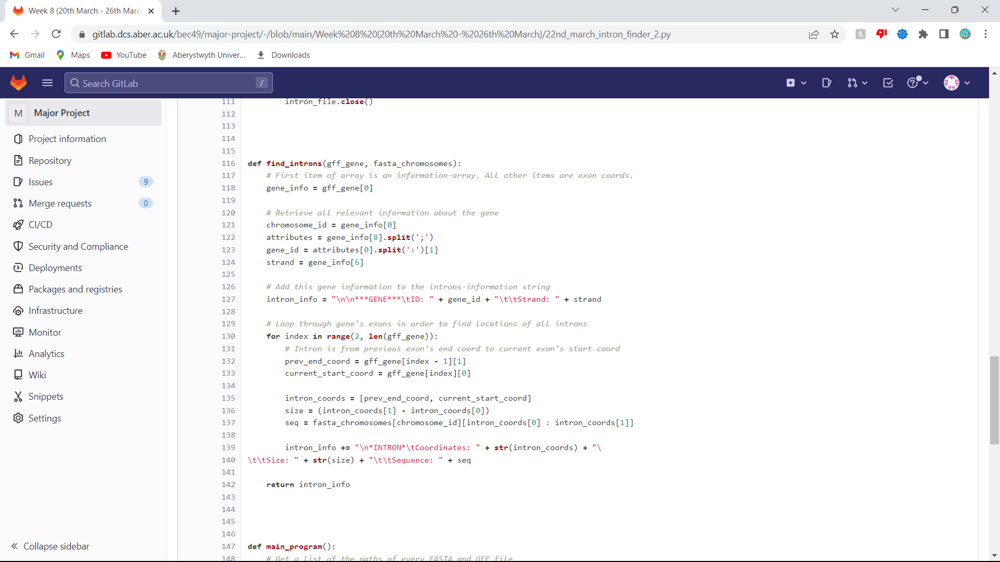 Week 8 (20th March - 26th March
gitlab.dcs.aber.ac.uk/bec49/major-project/-/blob/main/Week%208%20(20th%20March%20-%2026th%20March)/22nd_march_intron_finder_2.py
Gmail Maps YouTube Aberystwyth Univer... Downloads
Search GitLab /
M Major Project
Project information
Repository
Issues 9
Merge requests 0
CI/CD
Security and Compliance
Deployments
Packages and registries
Infrastructure
Monitor
Analytics
Wiki
Snippets
Settings
Collapse sidebar
111         intron_file.close()
112
113
114
115
116 def find_introns(gff_gene, fasta_chromosomes):
117     # First item of array is an information-array. All other items are exon coords.
118     gene_info = gff_gene[0]
119
120     # Retrieve all relevant information about the gene
121     chromosome_id = gene_info[0]
122     attributes = gene_info[8].split(';')
123     gene_id = attributes[0].split(':')[1]
124     strand = gene_info[6]
125
126     # Add this gene information to the introns-information string
127     intron_info = "\n\n***GENE***\tID: " + gene_id + "\t\tStrand: " + strand
128
129     # Loop through gene's exons in order to find locations of all introns
130     for index in range(2, len(gff_gene)):
131         # Intron is from previous exon's end coord to current exon's start coord
132         prev_end_coord = gff_gene[index - 1][1]
133         current_start_coord = gff_gene[index][0]
134
135         intron_coords = [prev_end_coord, current_start_coord]
136         size = (intron_coords[1] - intron_coords[0])
137         seq = fasta_chromosomes[chromosome_id][intron_coords[0] : intron_coords[1]]
138
139         intron_info += "\n*INTRON*\tCoordinates: " + str(intron_coords) + "\
140 \t\tSize: " + str(size) + "\t\tSequence: " + seq
141
142     return intron_info
143
144
145
146
147 def main_program():
148     # Get a list of the paths of every FASTA and GFF file